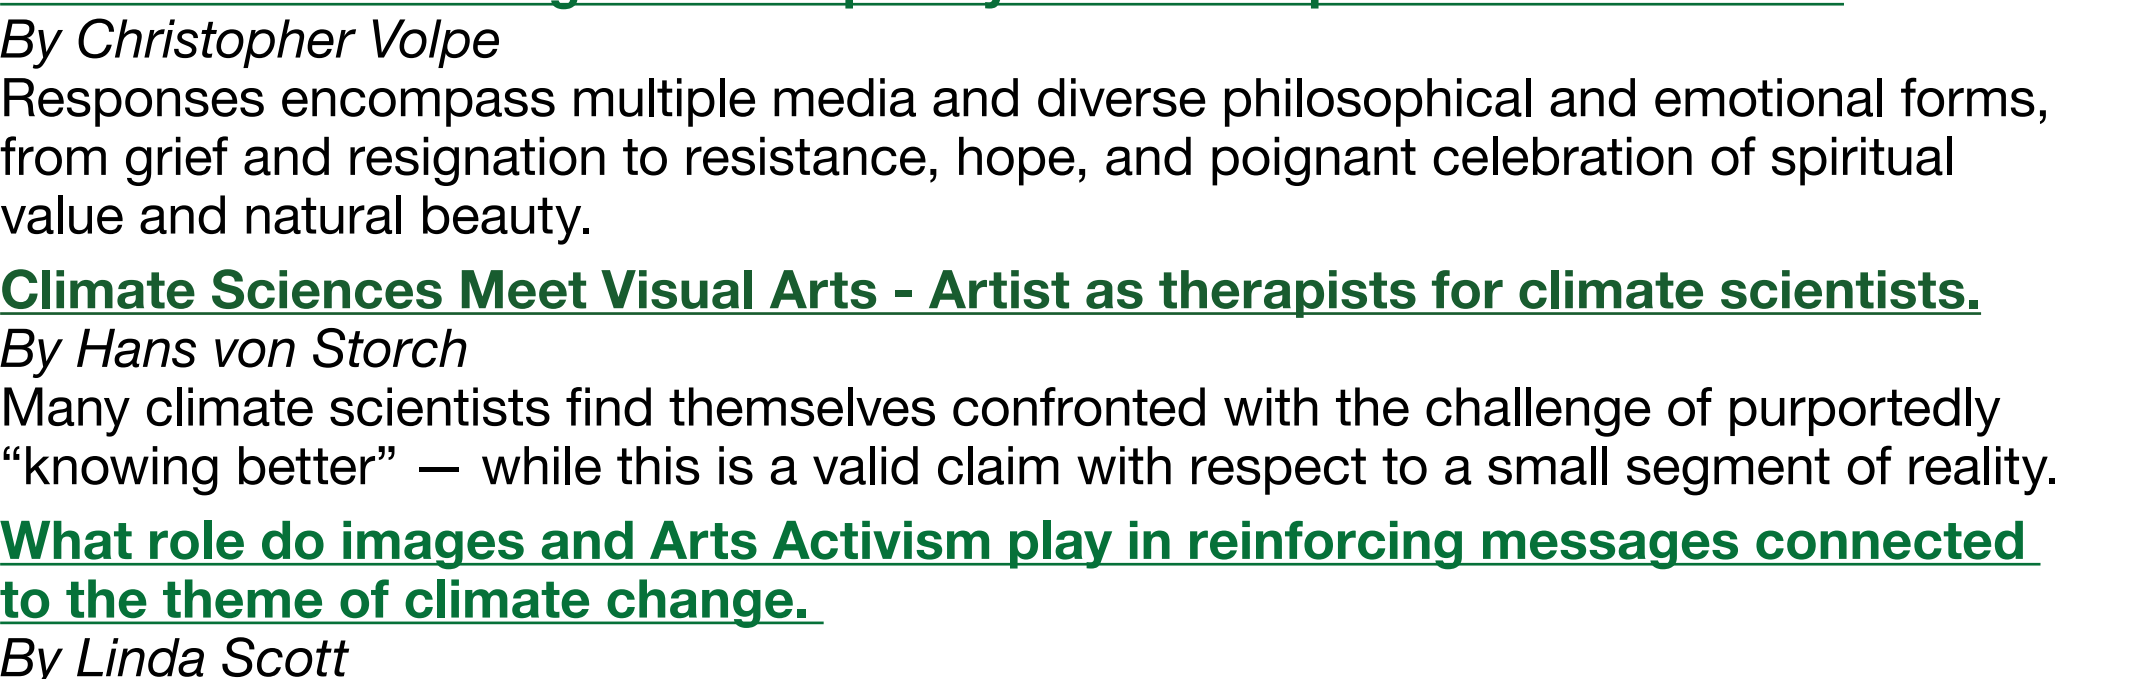 By Christopher Volpe
Responses encompass multiple media and diverse philosophical and emotional forms,
from grief and resignation to resistance, hope, and poignant celebration of spiritual
value and natural beauty.
Climate Sciences Meet Visual Arts - Artist as therapists for climate scientists.
By Hans von Storch
Many climate scientists find themselves confronted with the challenge of purportedly
“knowing better” — while this is a valid claim with respect to a small segment of reality.
What role do images and Arts Activism play in reinforcing messages connected
to the theme of climate change.
By Linda Scott